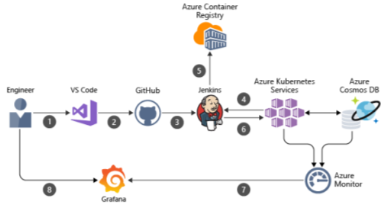 Azure Container
Registry
Engineer
VS Code
GitHub
Jenkins
Azure Kubernetes
Services
Azure
Cosmos DB
1
2
3
4
5
6
Azure
Monitor
8
7
Grafana